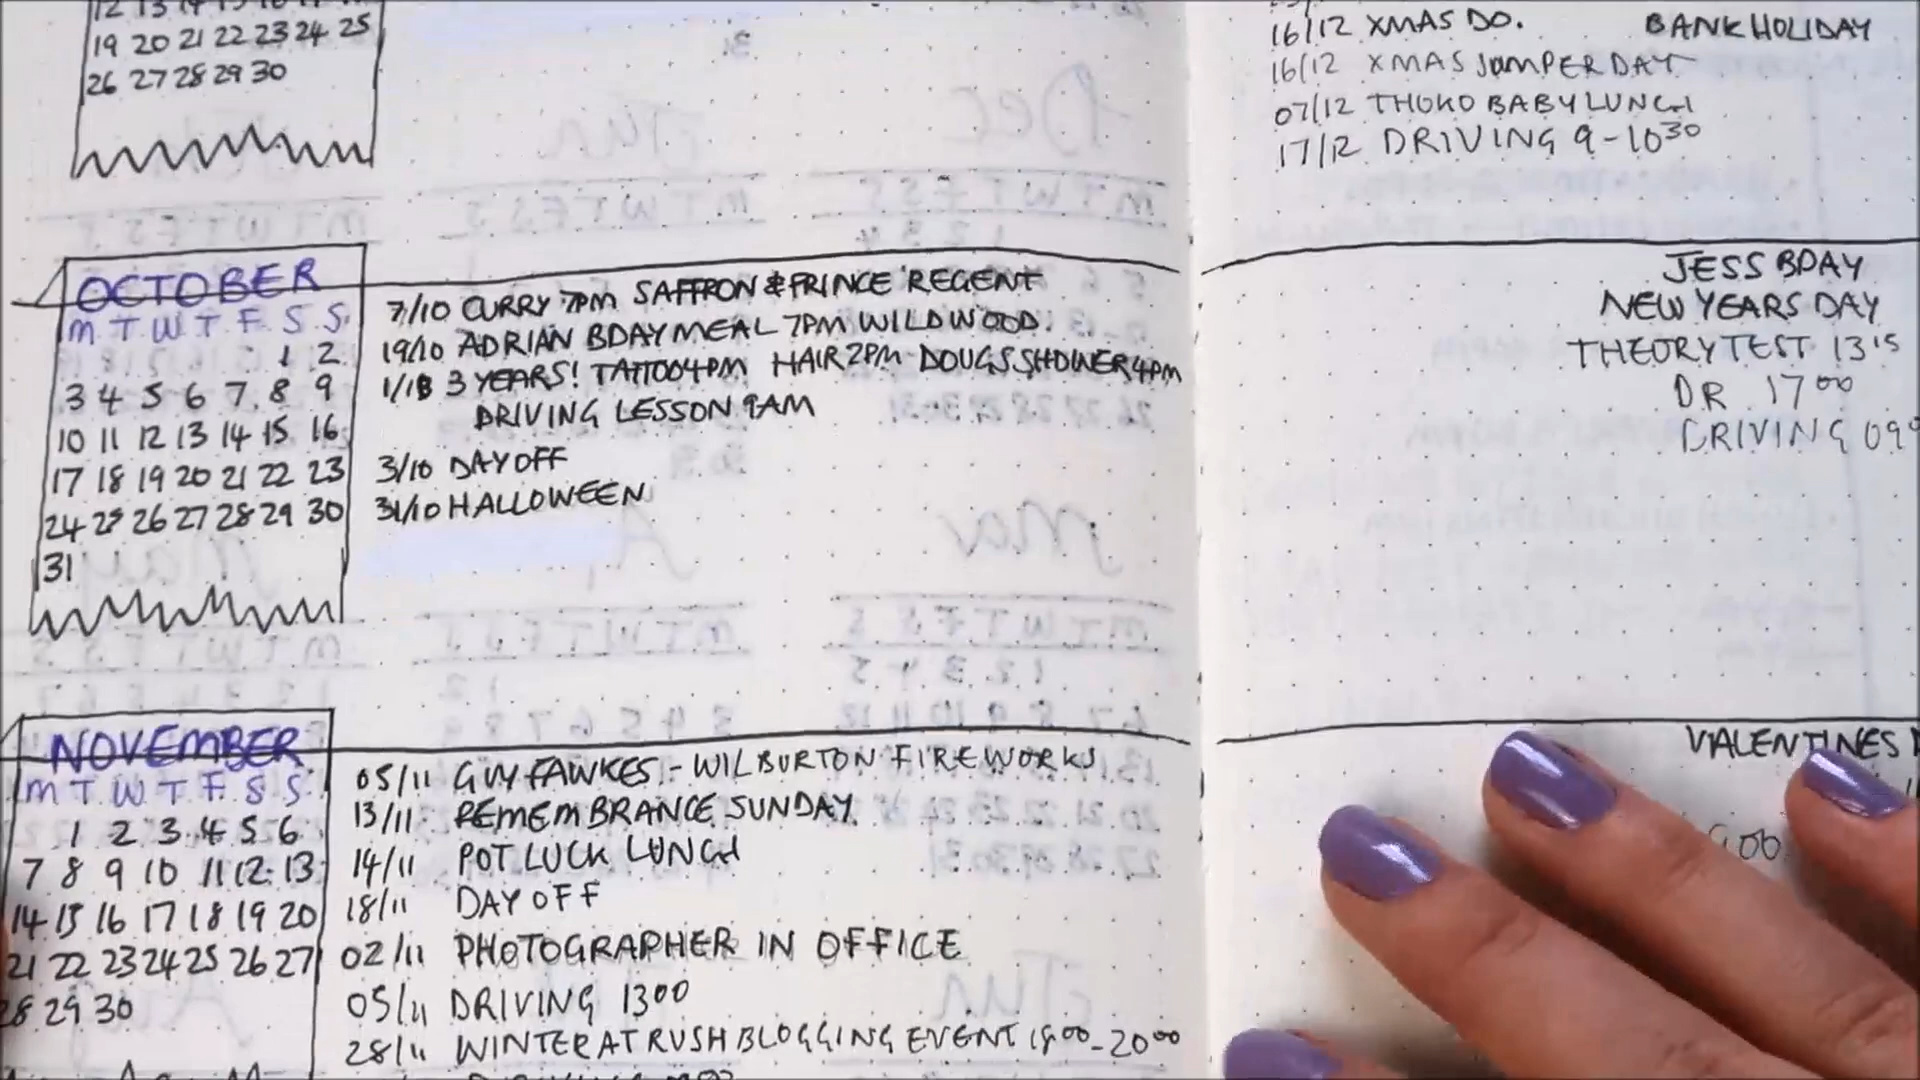 12 13 14 15
19 20 21 22 23 24 25
26 27 28 29 30
OCTOBER
M T W T F S S
1 2
3 4 5 6 7 8 9
10 11 12 13 14 15 16
17 18 19 20 21 22 23
24 25 26 27 28 29 30
31
7/10 CURRY 7PM SAFFRON & PRINCE REGENT
19/10 ADRIAN BDAY MEAL 7PM WILDWOOD.
1/10 3 YEARS! TATTOO 4PM HAIR 2PM DOUGS SHOWER 4PM
DRIVING LESSON 9AM
3/10 DAY OFF
31/10 HALLOWEEN
NOVEMBER
M T W T F S S
1 2 3 4 5 6
7 8 9 10 11 12 13
14 15 16 17 18 19 20
21 22 23 24 25 26 27
28 29 30
05/11 GUY FAWKES - WILBURTON FIREWORKS
13/11 REMEMBRANCE SUNDAY
14/11 POT LUCK LUNCH
18/11 DAY OFF
02/11 PHOTOGRAPHER IN OFFICE
05/11 DRIVING 1300
28/11 WINTER AT RUSH BLOGGING EVENT 1800-2000
16/12 XMAS DO.
16/12 XMAS JUMPER DAY
07/12 THOKO BABY LUNCH
17/12 DRIVING 9-1030
BANK HOLIDAY
JESS BDAY
NEW YEARS DAY
THEORY TEST 13
DR 1700
DRIVING
VALENTINES